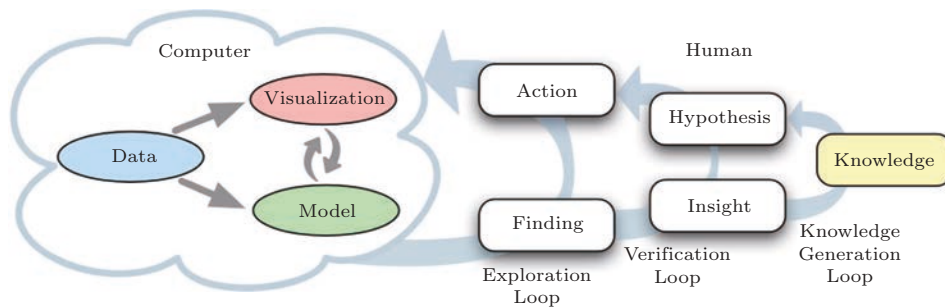 Computer
Human
Visualization
Action
Hypothesis
Data
Knowledge
Model
Finding
Insight
Exploration
Loop
Verification
Loop
Knowledge
Generation
Loop